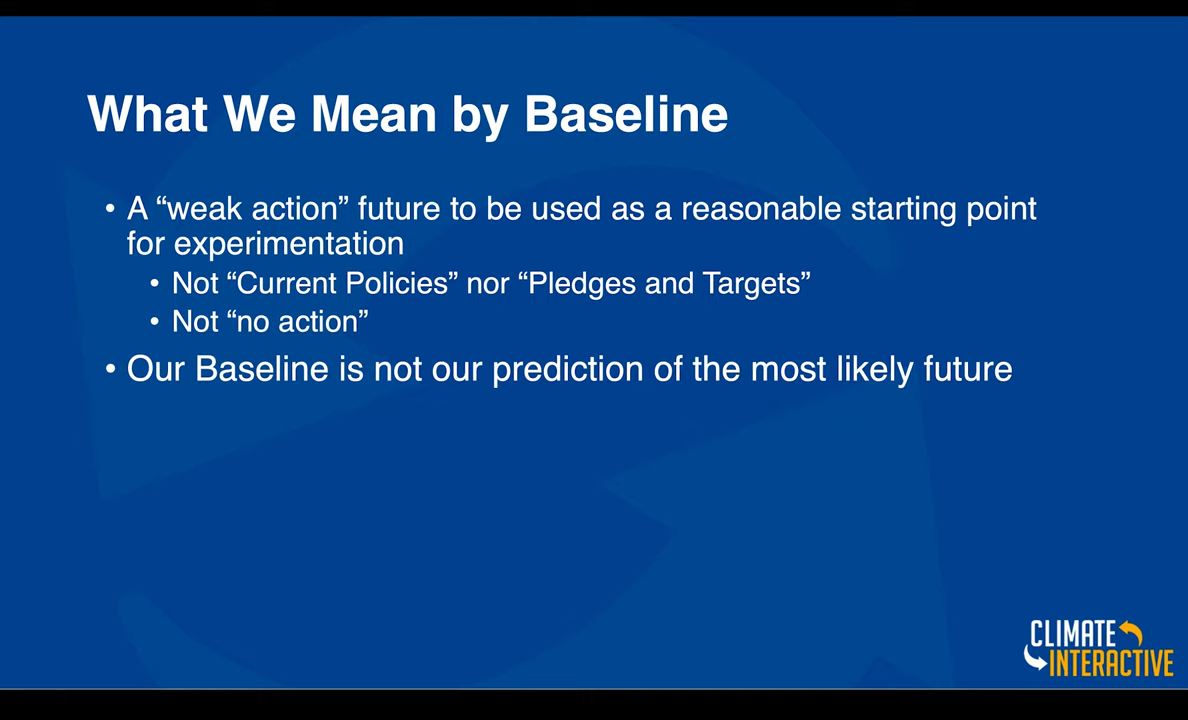 What We Mean by Baseline
• A “weak action” future to be used as a reasonable starting point
for experimentation
• Not “Current Policies” nor “Pledges and Targets”
• Not “no action”
• Our Baseline is not our prediction of the most likely future
CLIMATE
INTERACTIVE